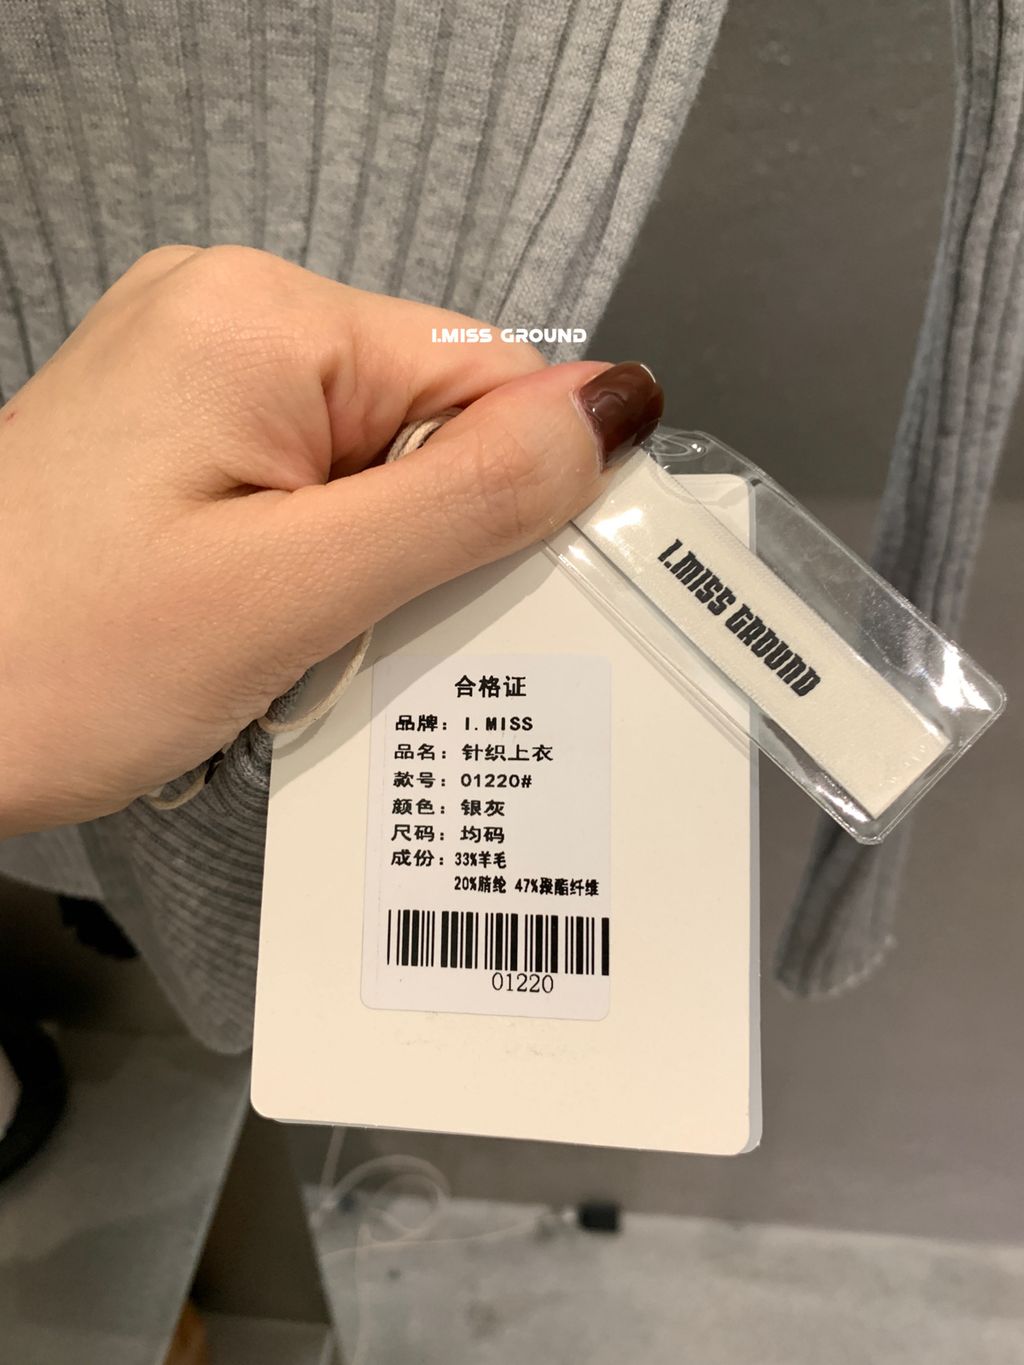 I.MISS GROUND
I.MISS GROUND
合格证
品牌：I.MISS
品名：针织上衣
款号：01220#
颜色：银灰
尺码：均码
成份：33%羊毛
20%腈纶 47%聚酯纤维
01220